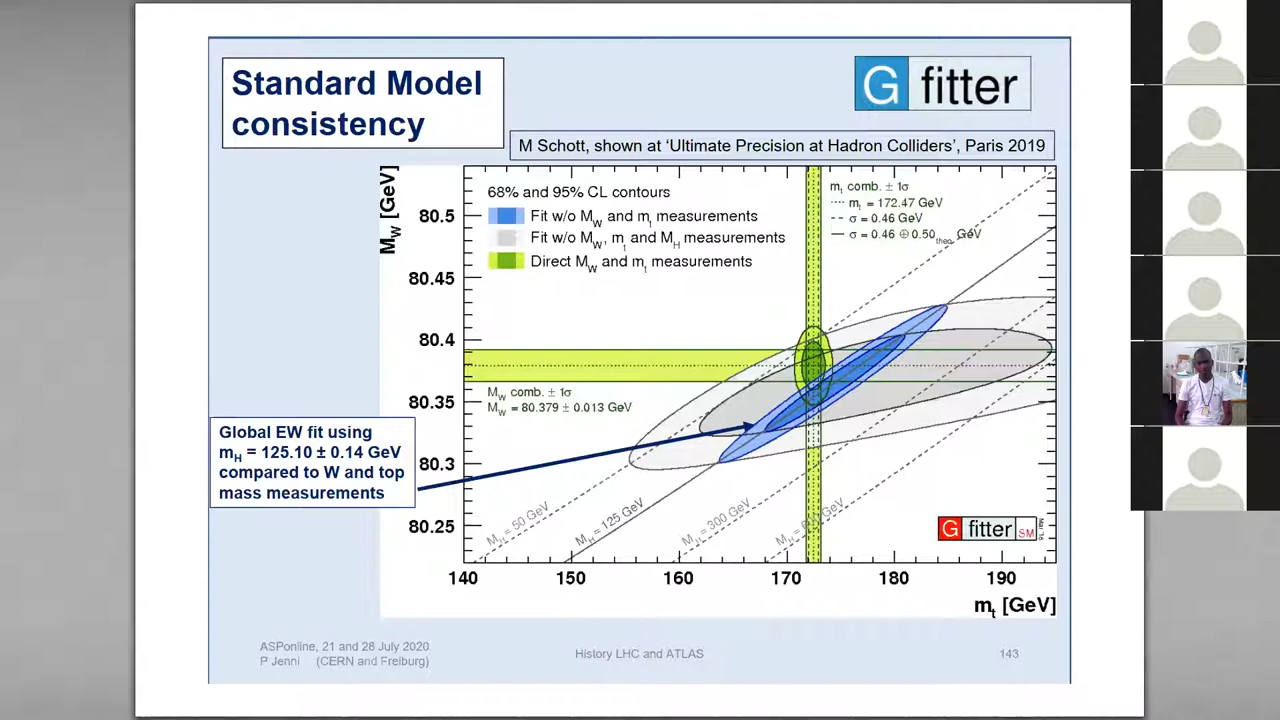 Standard Model
consistency
G fitter
M Schott, shown at ‘Ultimate Precision at Hadron Colliders’, Paris 2019
M_W [GeV]
80.5
80.45
80.4
80.35
80.3
80.25
68% and 95% CL contours
Fit w/o M_W and m_t measurements
Fit w/o M_W, m_t and M_H measurements
Direct M_W and m_t measurements
m_t comb. ± 1σ
m_t = 172.47 GeV
σ = 0.46 GeV
σ = 0.46 ⊕ 0.50_theo GeV
M_W comb. ± 1σ
M_W = 80.379 ± 0.013 GeV
Global EW fit using
m_H = 125.10 ± 0.14 GeV
compared to W and top
mass measurements
M_H = 50 GeV
M_H = 125 GeV
M_H = 300 GeV
G fitter SM
140 150 160 170 180 190
m_t [GeV]
ASPonline, 21 and 28 July 2020
P Jenni (CERN and Freiburg)
History LHC and ATLAS
143